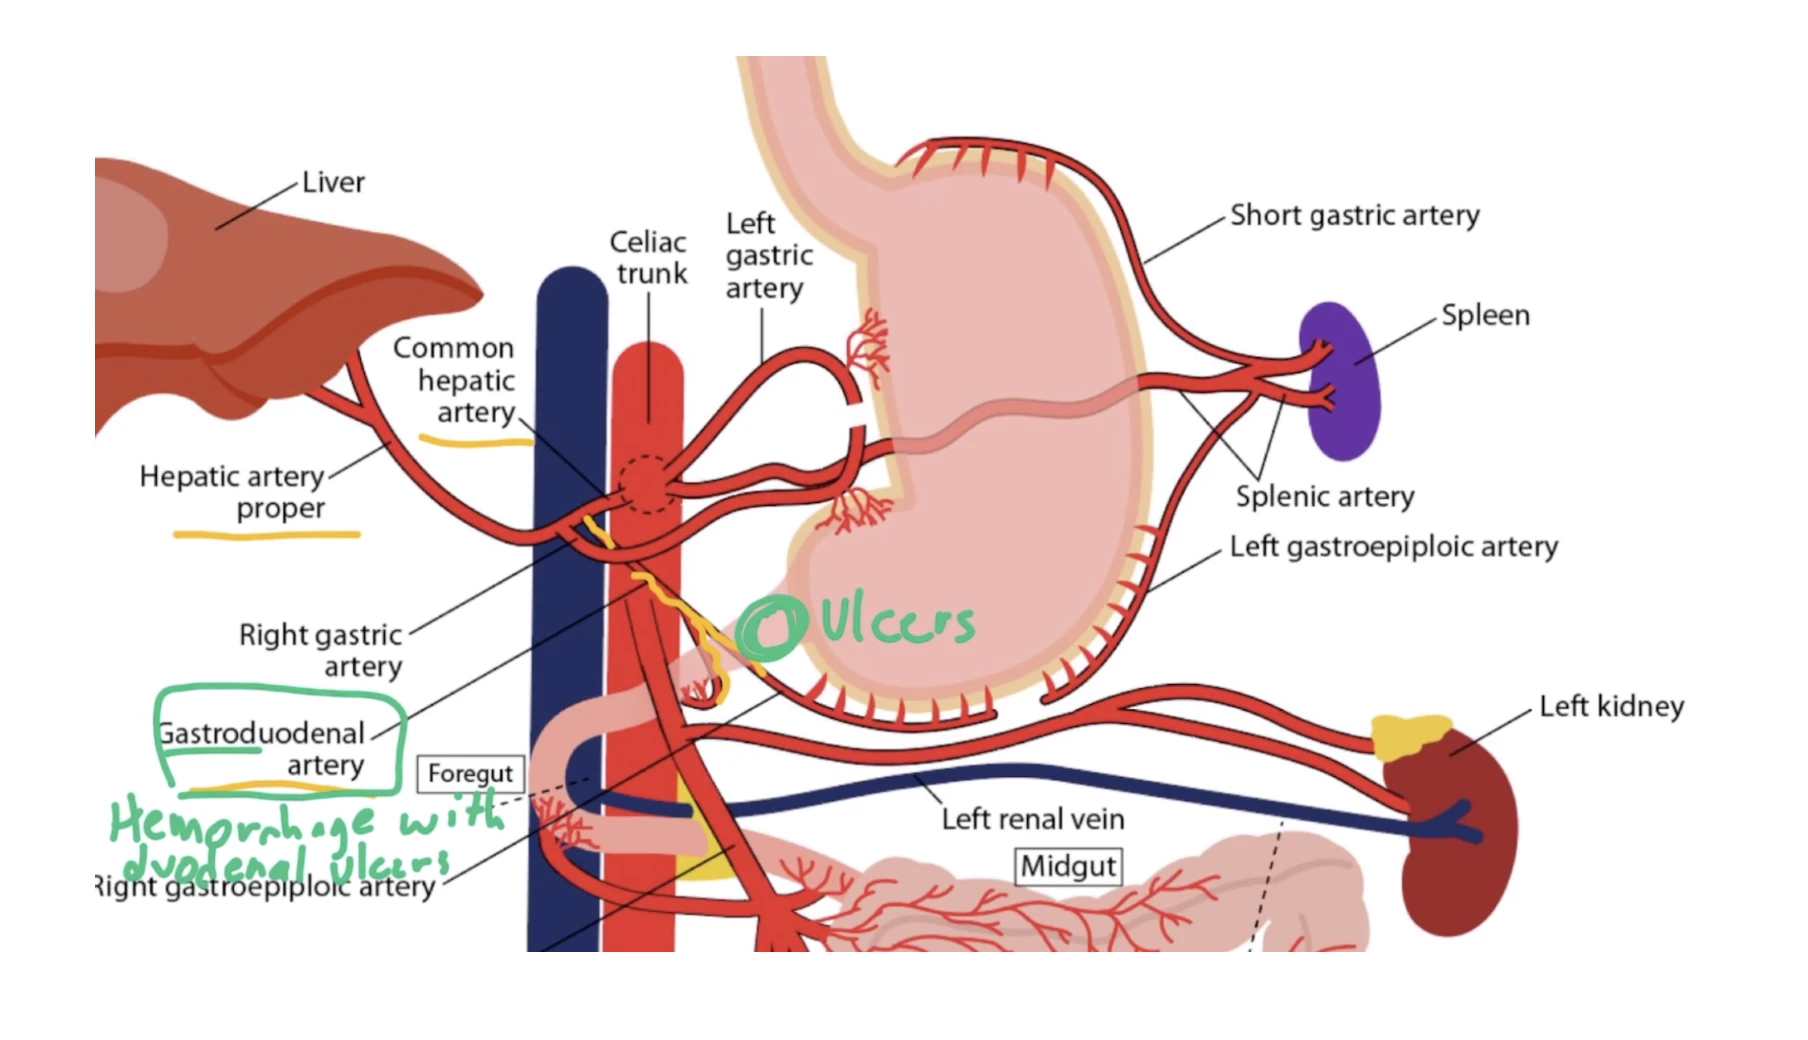 Liver
Short gastric artery
Left
gastric
artery
Celiac
trunk
Spleen
Common
hepatic
artery
Hepatic artery
proper
Splenic artery
Left gastroepiploic artery
Ulcers
Right gastric
artery
Left kidney
Gastroduodenal
artery
Foregut
Hemorrhage with
duodenal ulcers
Left renal vein
Midgut
Right gastroepiploic artery